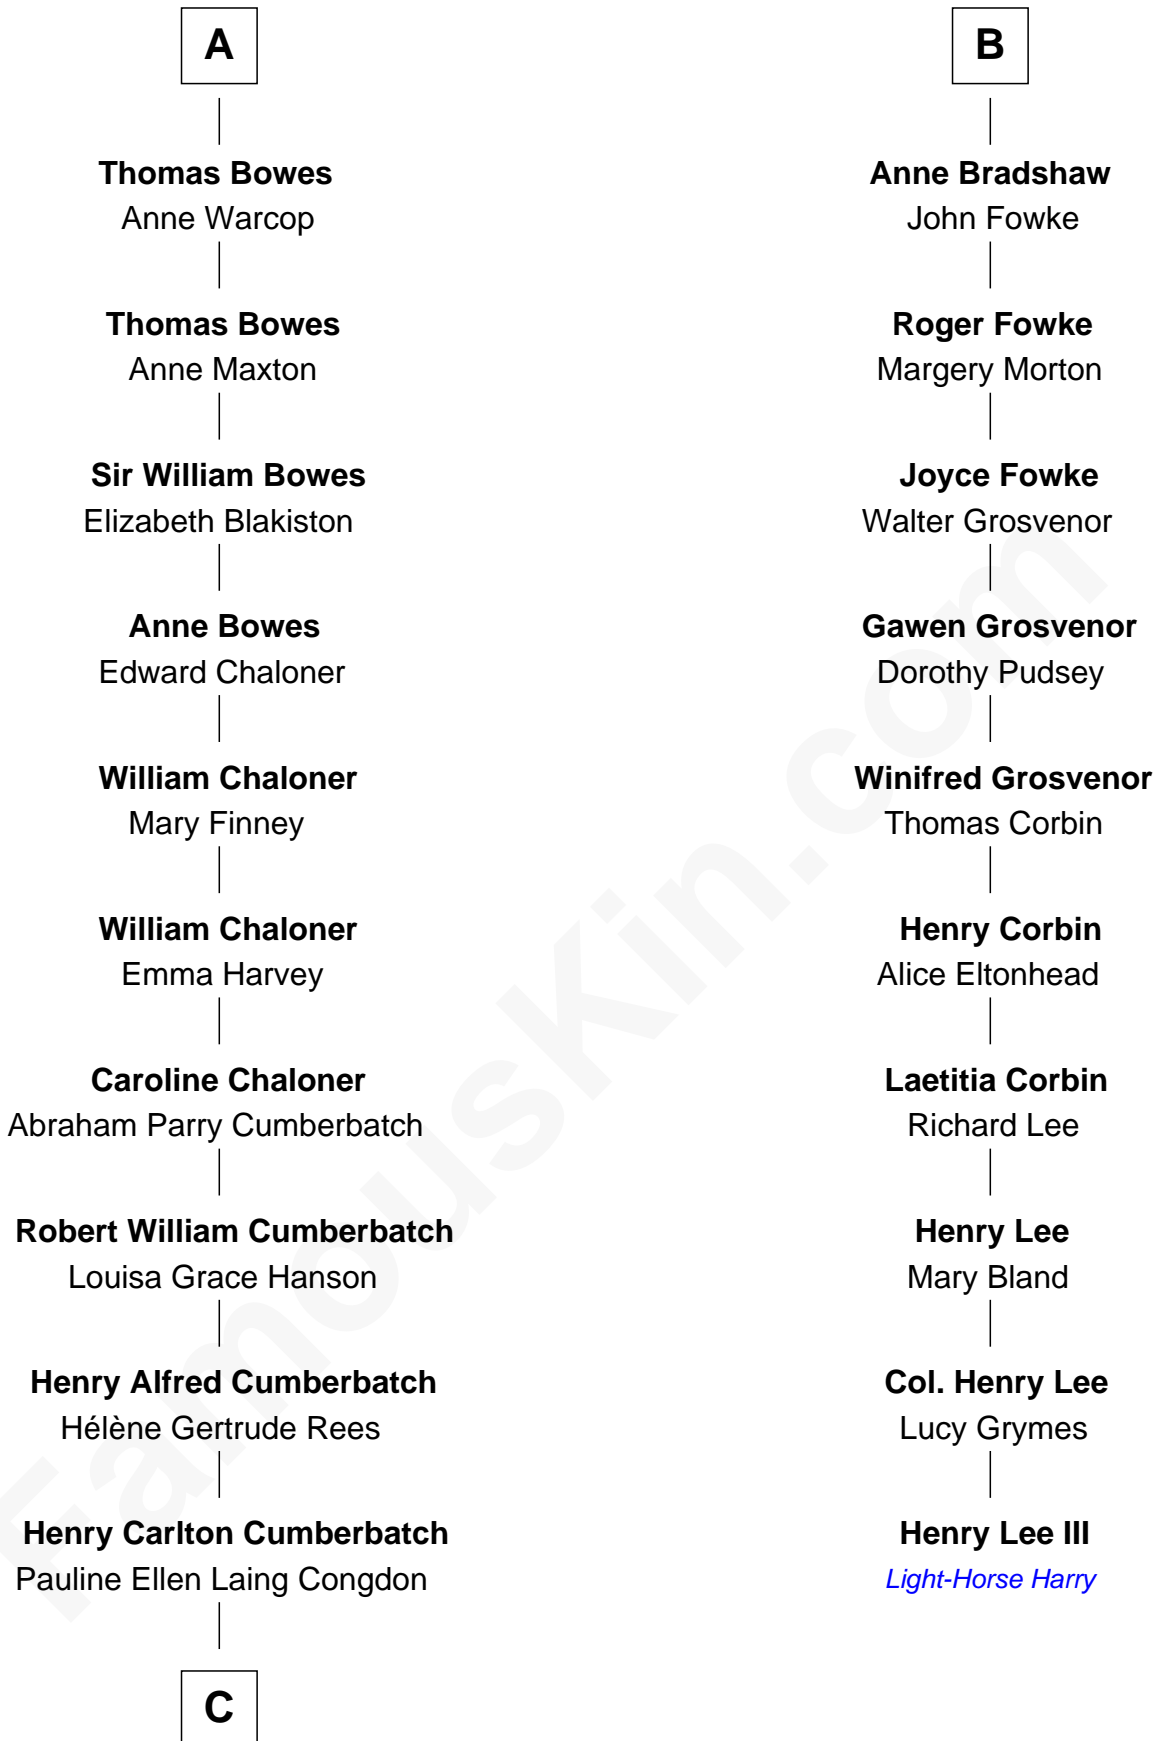 A
Thomas Bowes
Anne Warcop
Thomas Bowes
Anne Maxton
Sir William Bowes
Elizabeth Blakiston
Anne Bowes
Edward Chaloner
William Chaloner
Mary Finney
William Chaloner
Emma Harvey
Caroline Chaloner
Abraham Parry Cumberbatch
Robert William Cumberbatch
Louisa Grace Hanson
Henry Alfred Cumberbatch
Hélène Gertrude Rees
Henry Carlton Cumberbatch
Pauline Ellen Laing Congdon
C
B
Anne Bradshaw
John Fowke
Roger Fowke
Margery Morton
Joyce Fowke
Walter Grosvenor
Gawen Grosvenor
Dorothy Pudsey
Winifred Grosvenor
Thomas Corbin
Henry Corbin
Alice Eltonhead
Laetitia Corbin
Richard Lee
Henry Lee
Mary Bland
Col. Henry Lee
Lucy Grymes
Henry Lee III
Light-Horse Harry
FamousKin.com